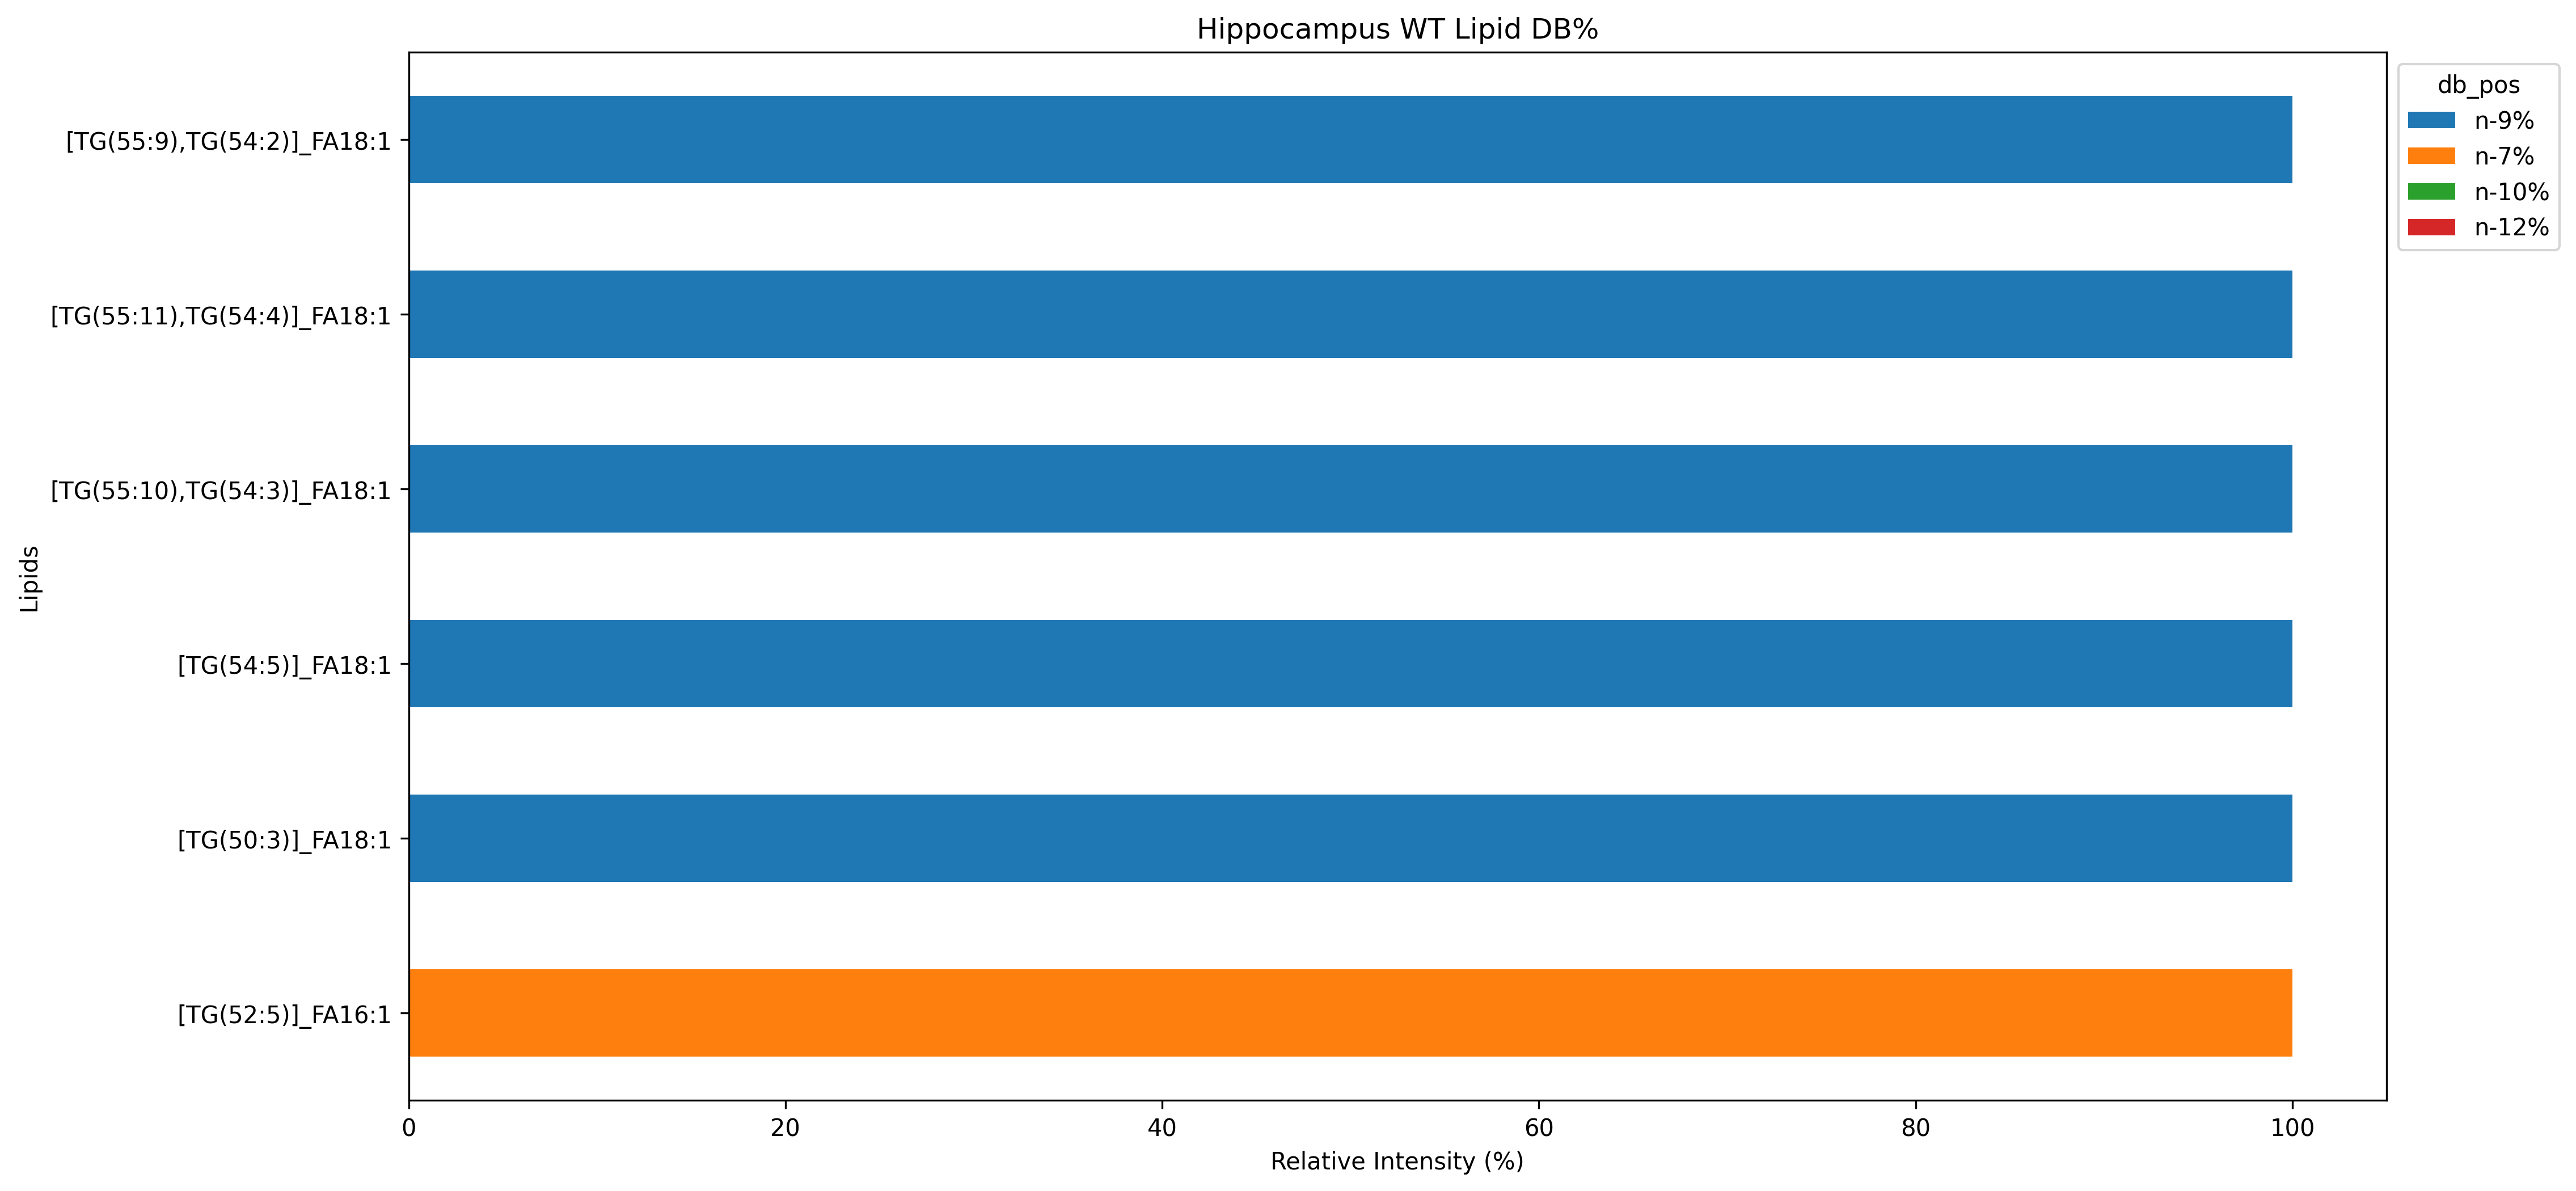 Hippocampus WT Lipid DB%
db_pos
n-9%
n-7%
n-10%
n-12%
Lipids
[TG(55:9),TG(54:2)]_FA18:1
[TG(55:11),TG(54:4)]_FA18:1
[TG(55:10),TG(54:3)]_FA18:1
[TG(54:5)]_FA18:1
[TG(50:3)]_FA18:1
[TG(52:5)]_FA16:1
0 20 40 60 80 100
Relative Intensity (%)